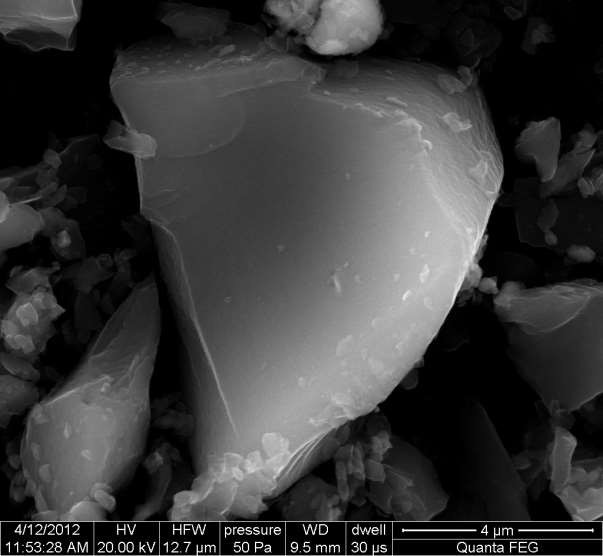 4/12/2012 HV HFW pressure WD dwell 4 µm
11:53:28 AM 20.00 kV 12.7 µm 50 Pa 9.5 mm 30 µs Quanta FEG